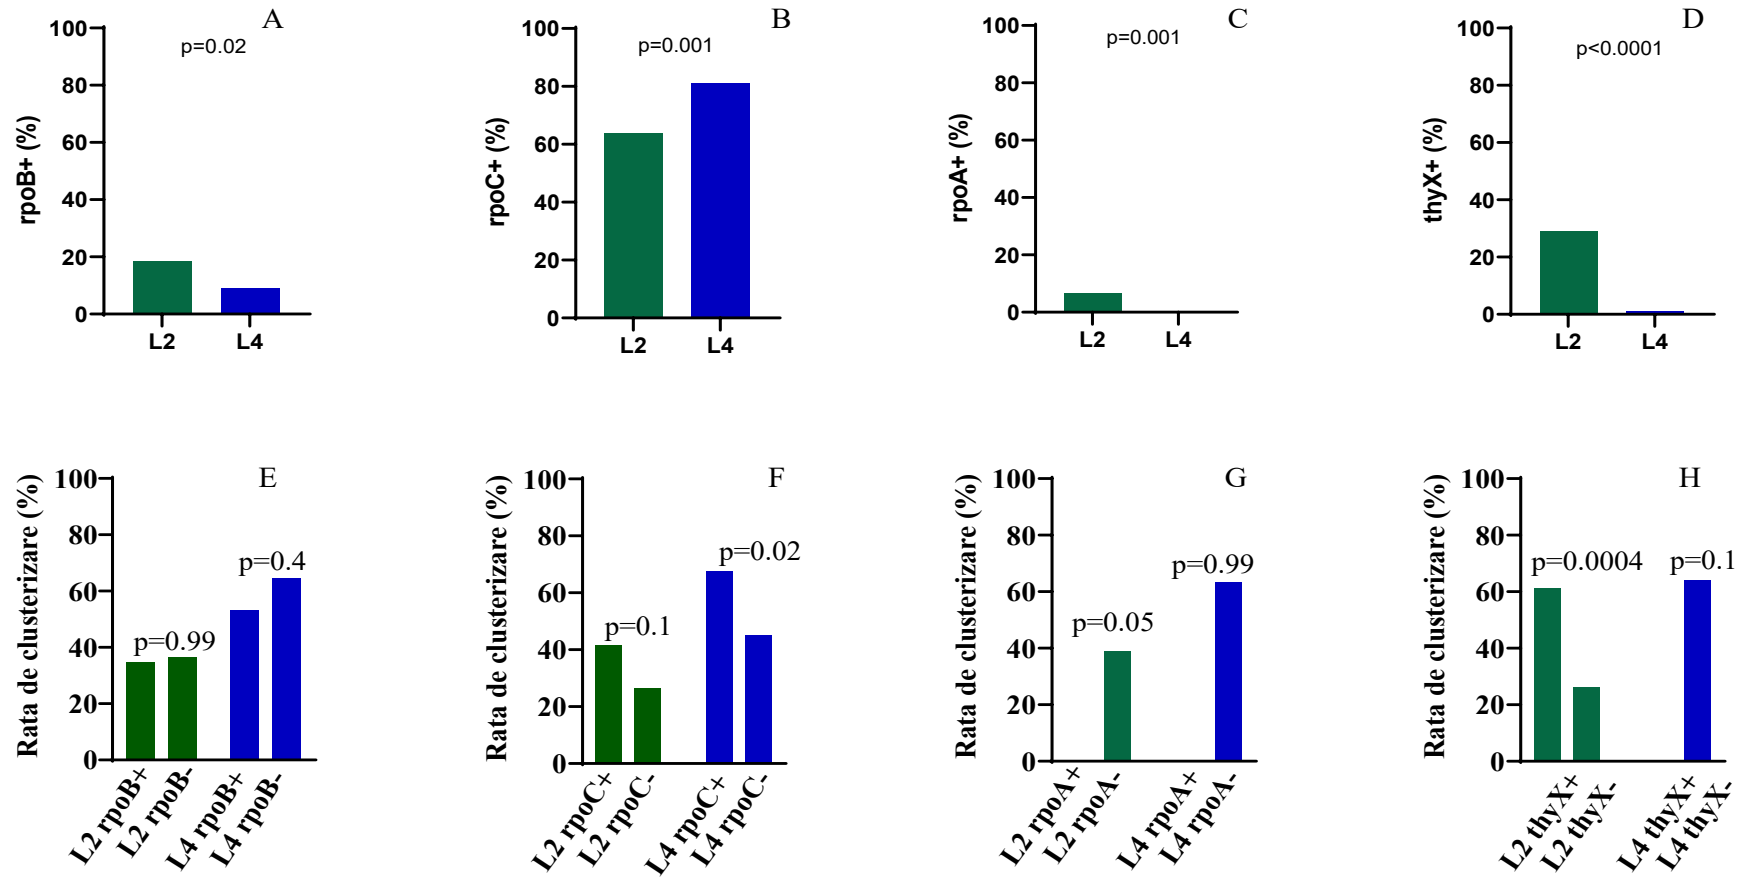 A
p=0.02
rpoB+ (%)
100
80
60
40
20
0
L2
L4
B
p=0.001
rpoC+ (%)
100
80
60
40
20
0
L2
L4
C
p=0.001
rpoA+ (%)
100
80
60
40
20
0
L2
L4
D
p<0.0001
thyX+ (%)
100
80
60
40
20
0
L2
L4
E
Rata de clusterizare (%)
100
80
60
40
20
0
p=0.99
p=0.4
L2 rpoB+
L2 rpoB-
L4 rpoB+
L4 rpoB-
F
Rata de clusterizare (%)
100
80
60
40
20
0
p=0.1
p=0.02
L2 rpoC+
L2 rpoC-
L4 rpoC+
L4 rpoC-
G
Rata de clusterizare (%)
100
80
60
40
20
0
p=0.05
p=0.99
L2 rpoA+
L2 rpoA-
L4 rpoA+
L4 rpoA-
H
Rata de clusterizare (%)
100
80
60
40
20
0
p=0.0004
p=0.1
L2 thyX+
L2 thyX-
L4 thyX+
L4 thyX-